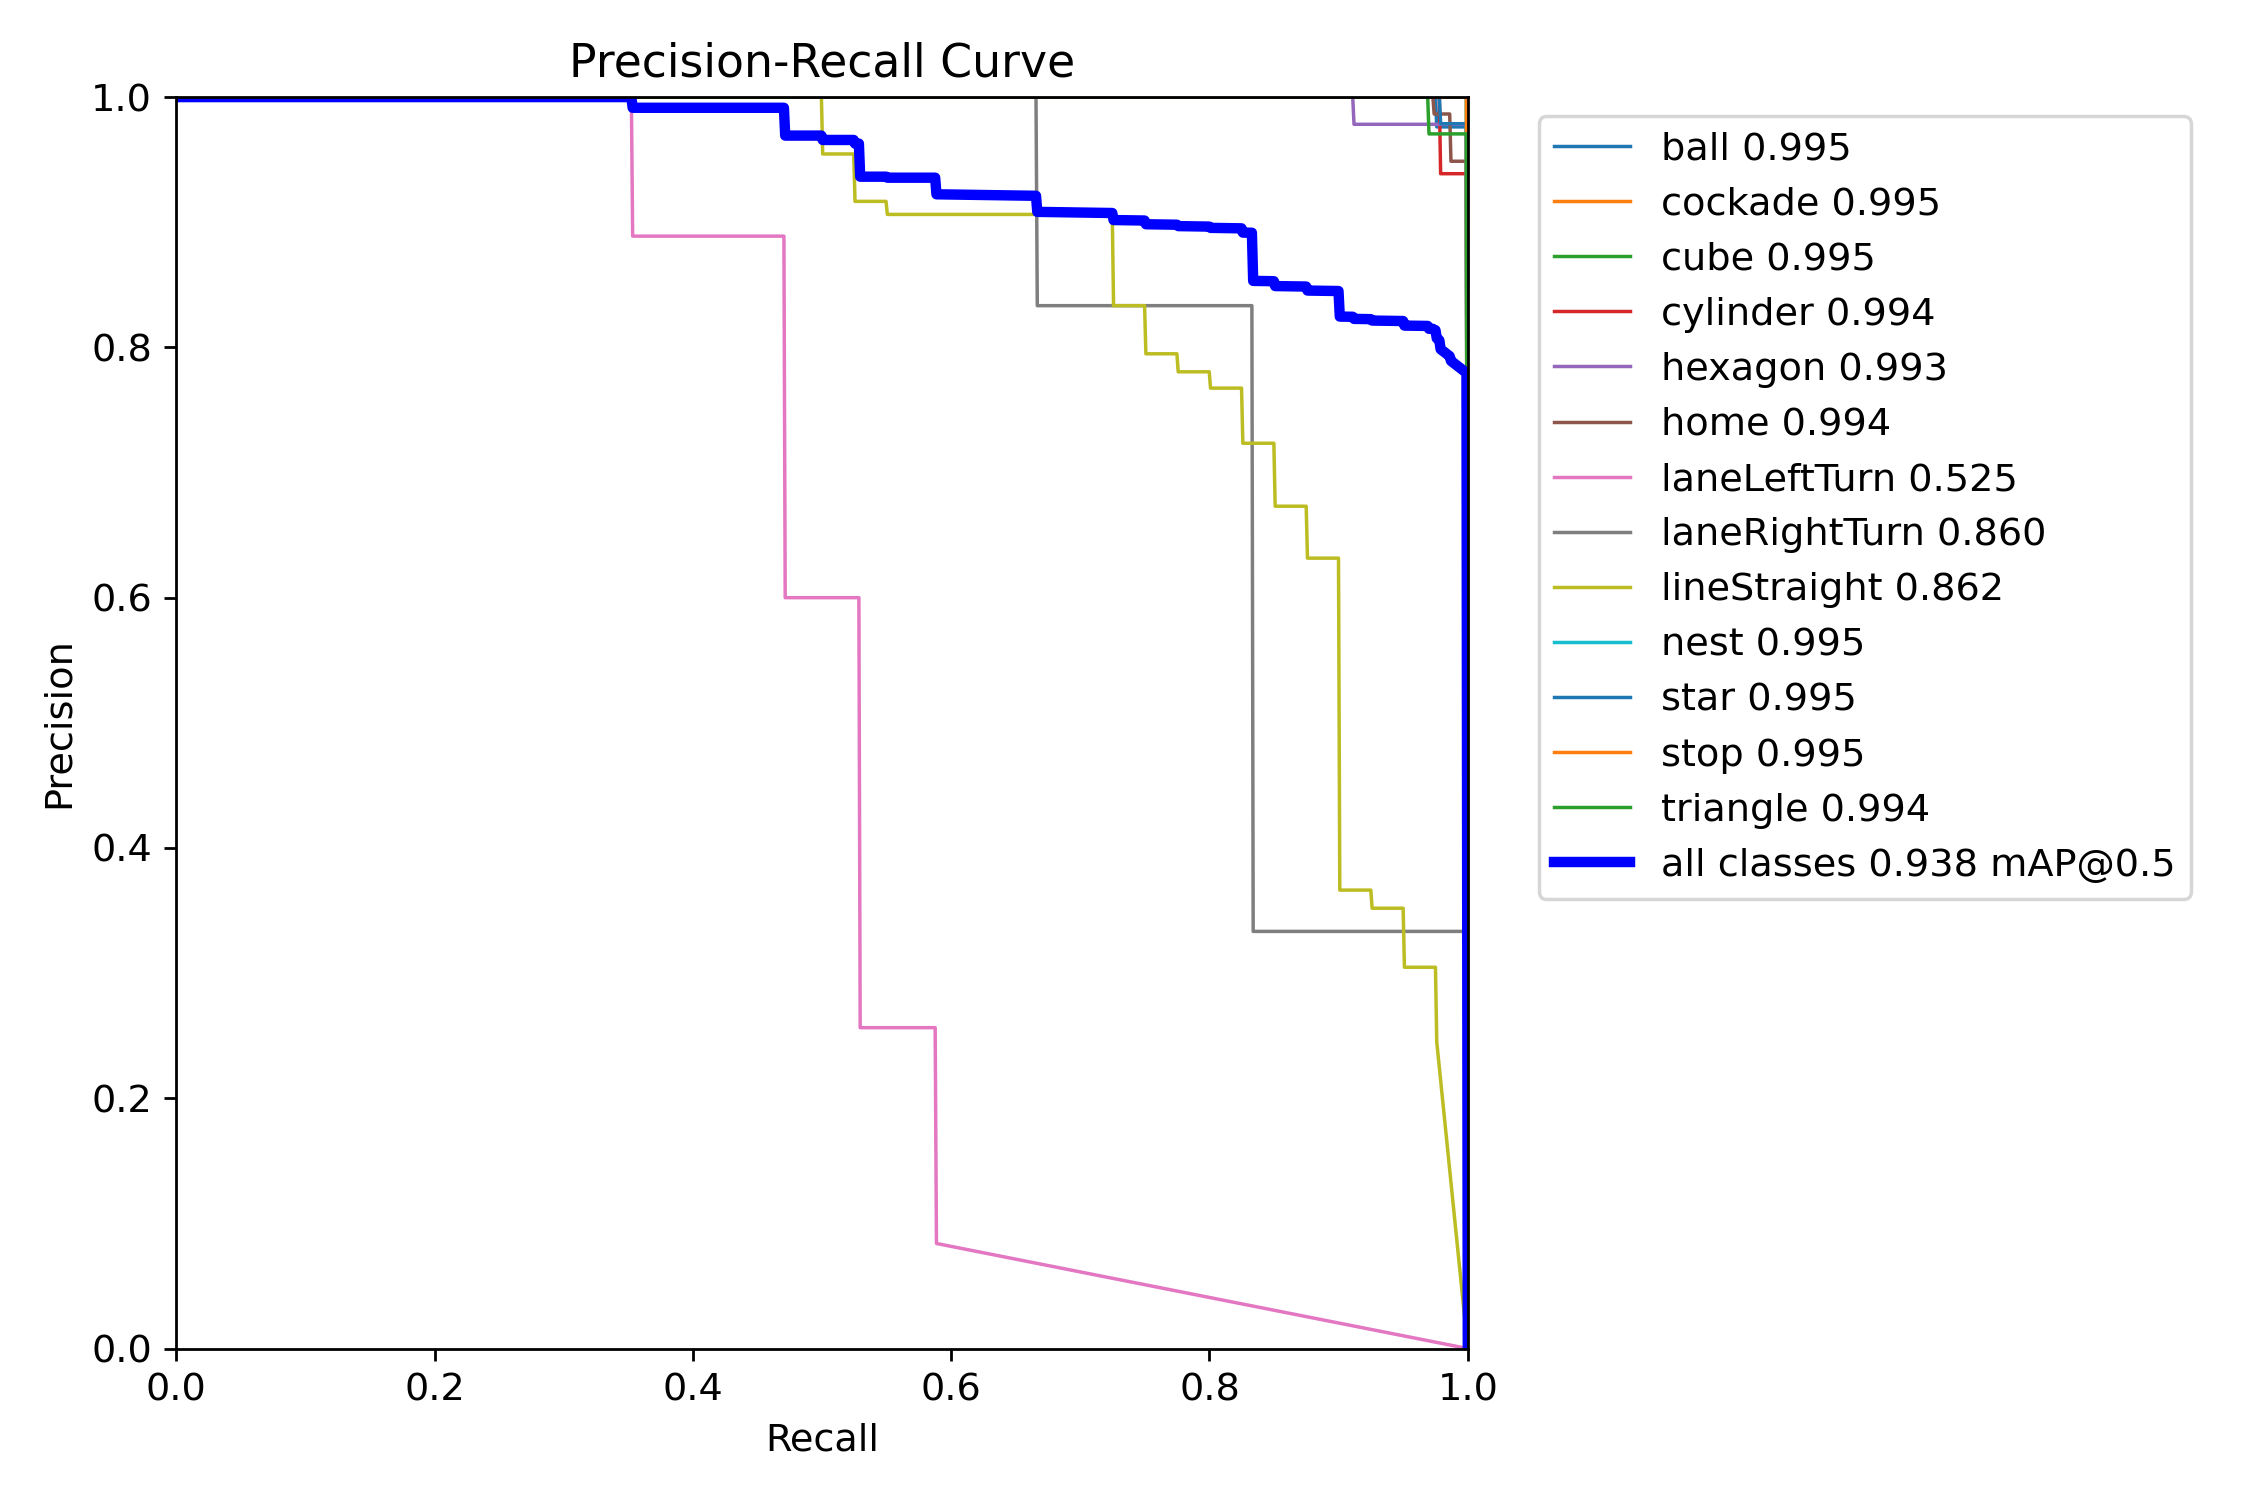 Precision-Recall Curve
1.0
0.8
0.6
0.4
0.2
0.0
Precision
0.0 0.2 0.4 0.6 0.8 1.0
Recall
ball 0.995
cockade 0.995
cube 0.995
cylinder 0.994
hexagon 0.993
home 0.994
laneLeftTurn 0.525
laneRightTurn 0.860
lineStraight 0.862
nest 0.995
star 0.995
stop 0.995
triangle 0.994
all classes 0.938 mAP@0.5